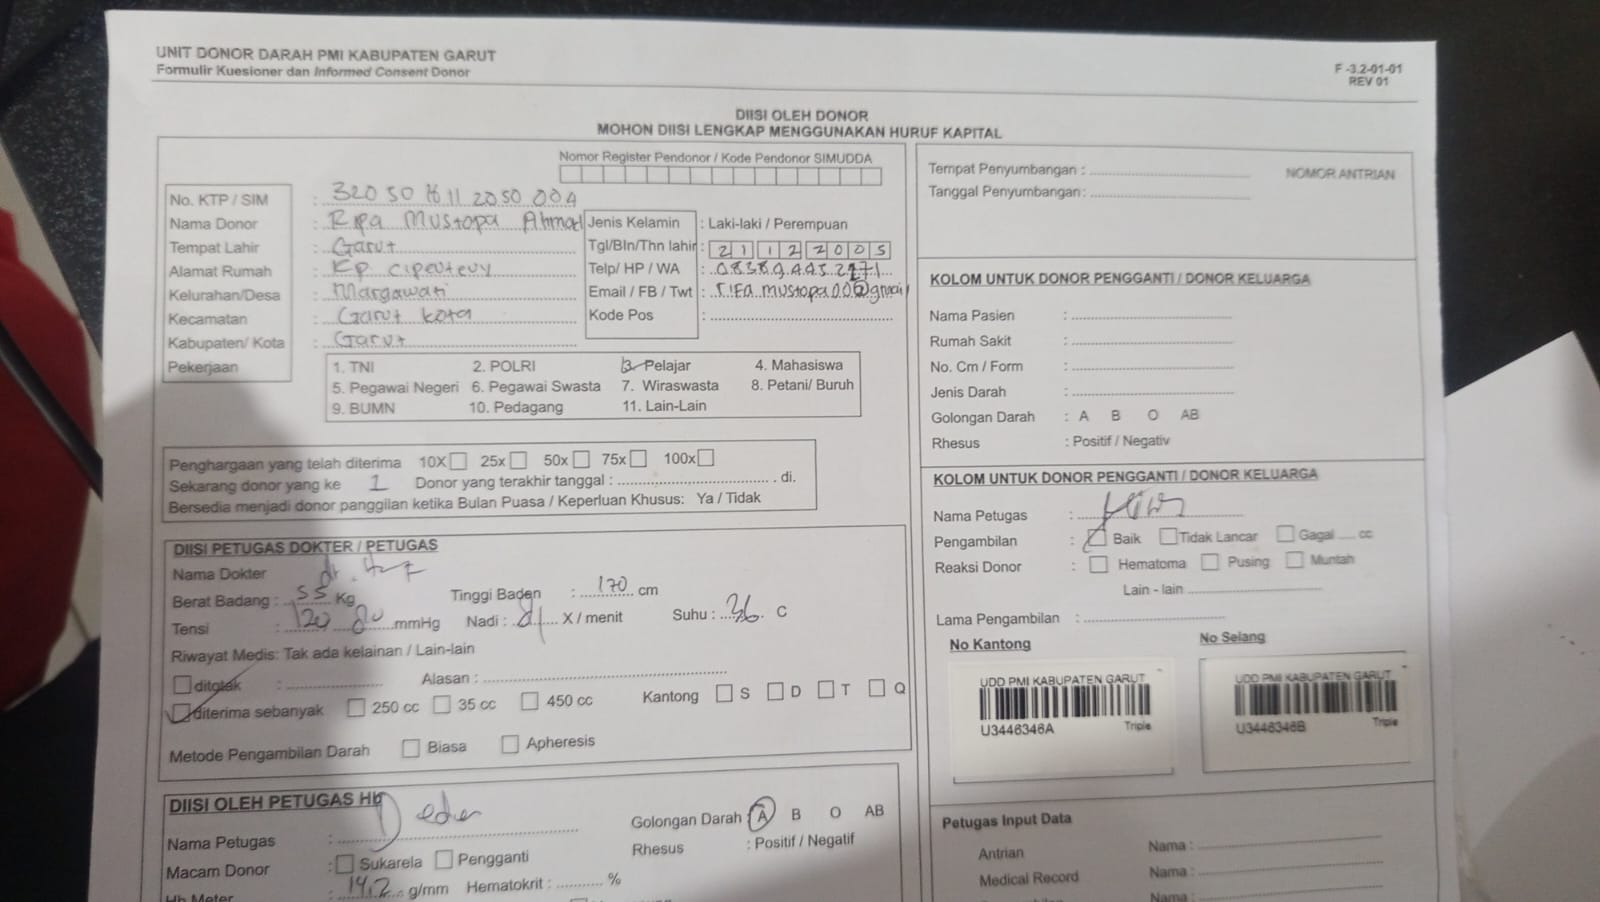 UNIT DONOR DARAH PMI KABUPATEN GARUT
Formulir Kuesioner dan Informed Consent Donor
F -3.2-01-01
REV 01
DIISI OLEH DONOR
MOHON DIISI LENGKAP MENGGUNAKAN HURUF KAPITAL
Nomor Register Pendonor / Kode Pendonor SIMUDDA
No. KTP / SIM :
Nama Donor : Mustopa Ahmad
Tempat Lahir : Garut
Alamat Rumah : Kp
Kelurahan/Desa : Margawati
Kecamatan : Garut kota
Kabupaten/ Kota : Garut
Jenis Kelamin : Laki-laki / Perempuan
Tgl/Bln/Thn lahir : 21122005
Telp/ HP / WA :
Email / FB / Twt : rifa.mustopa00@gmail
Kode Pos :
Pekerjaan
1. TNI 2. POLRI 3. Pelajar 4. Mahasiswa
5. Pegawai Negeri 6. Pegawai Swasta 7. Wiraswasta 8. Petani/ Buruh
9. BUMN 10. Pedagang 11. Lain-Lain
Penghargaan yang telah diterima 10X 25x 50x 75x 100x
Sekarang donor yang ke 1 Donor yang terakhir tanggal : di.
Bersedia menjadi donor panggilan ketika Bulan Puasa / Keperluan Khusus: Ya / Tidak
DIISI PETUGAS DOKTER / PETUGAS
Nama Dokter dr.
Berat Badang : 55 Kg Tinggi Baden : 170 cm
Tensi : 120 80 mmHg Nadi : X / menit Suhu : 36 C
Riwayat Medis: Tak ada kelainan / Lain-lain
ditolak : Alasan :
diterima sebanyak 250 cc 35 cc 450 cc Kantong S D T Q
Metode Pengambilan Darah Biasa Apheresis
DIISI OLEH PETUGAS Hb
Nama Petugas :
Golongan Darah : A B O AB
Rhesus : Positif / Negatif
Macam Donor : Sukarela Pengganti
Hb Meter : 14,2 g/mm Hematokrit : %
Tempat Penyumbangan :
NOMOR ANTRIAN
Tanggal Penyumbangan :
KOLOM UNTUK DONOR PENGGANTI / DONOR KELUARGA
Nama Pasien :
Rumah Sakit :
No. Cm / Form :
Jenis Darah :
Golongan Darah : A B O AB
Rhesus : Positif / Negativ
KOLOM UNTUK DONOR PENGGANTI / DONOR KELUARGA
Nama Petugas :
Pengambilan : Baik Tidak Lancar Gagal cc
Reaksi Donor : Hematoma Pusing Muntah
Lain - lain
Lama Pengambilan :
No Kantong
No Selang
UDD PMI KABUPATEN GARUT
U3446346A Triple
UDD PMI KABUPATEN GARUT
U3446346B Triple
Petugas Input Data
Antrian Nama :
Medical Record Nama :
Nama :